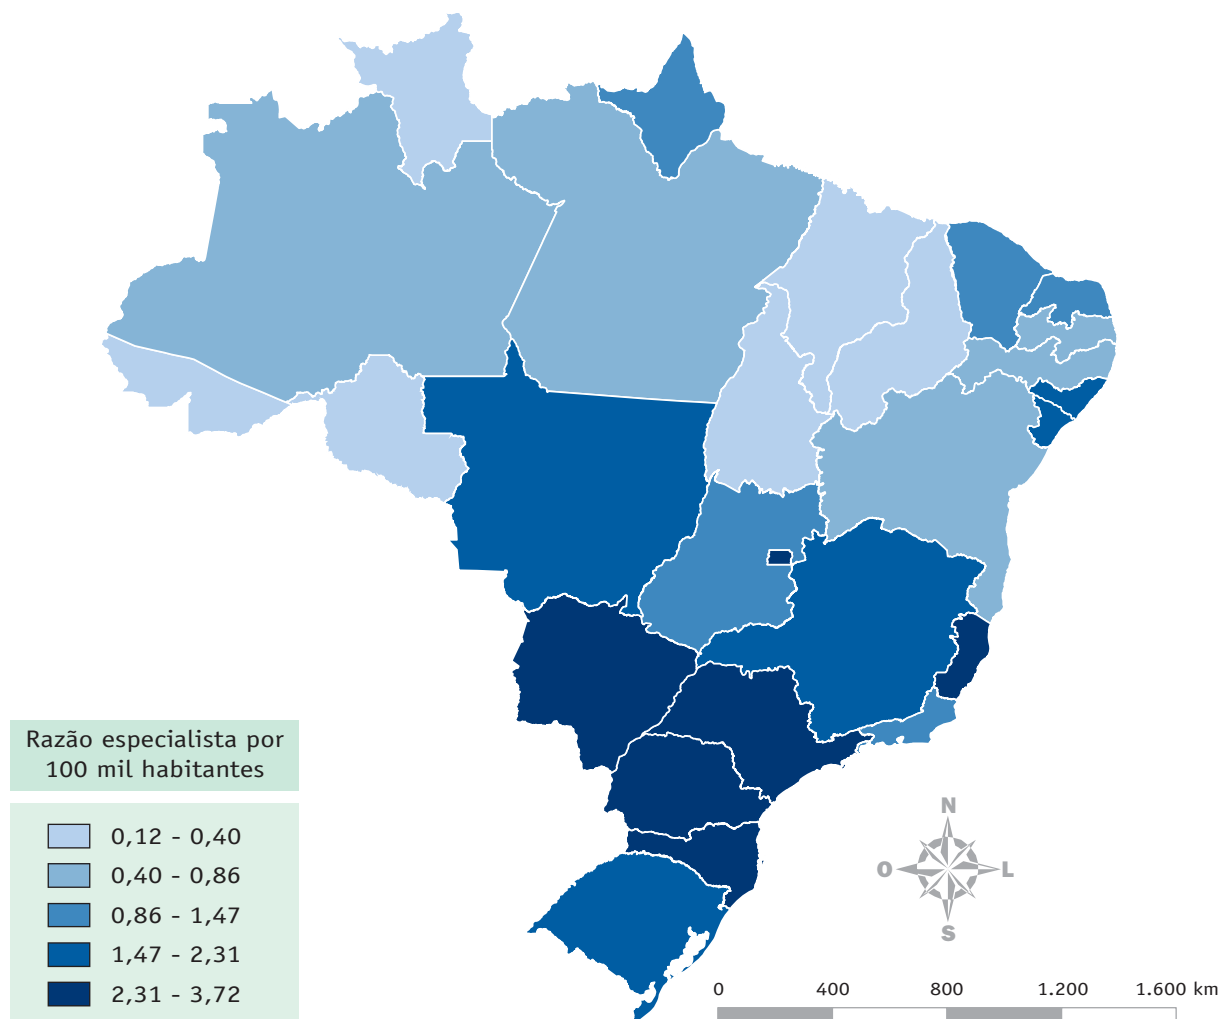 Razão especialista por
100 mil habitantes
0,12 - 0,40
0,40 - 0,86
0,86 - 1,47
1,47 - 2,31
2,31 - 3,72
N
O
L
S
0 400 800 1.200 1.600 km